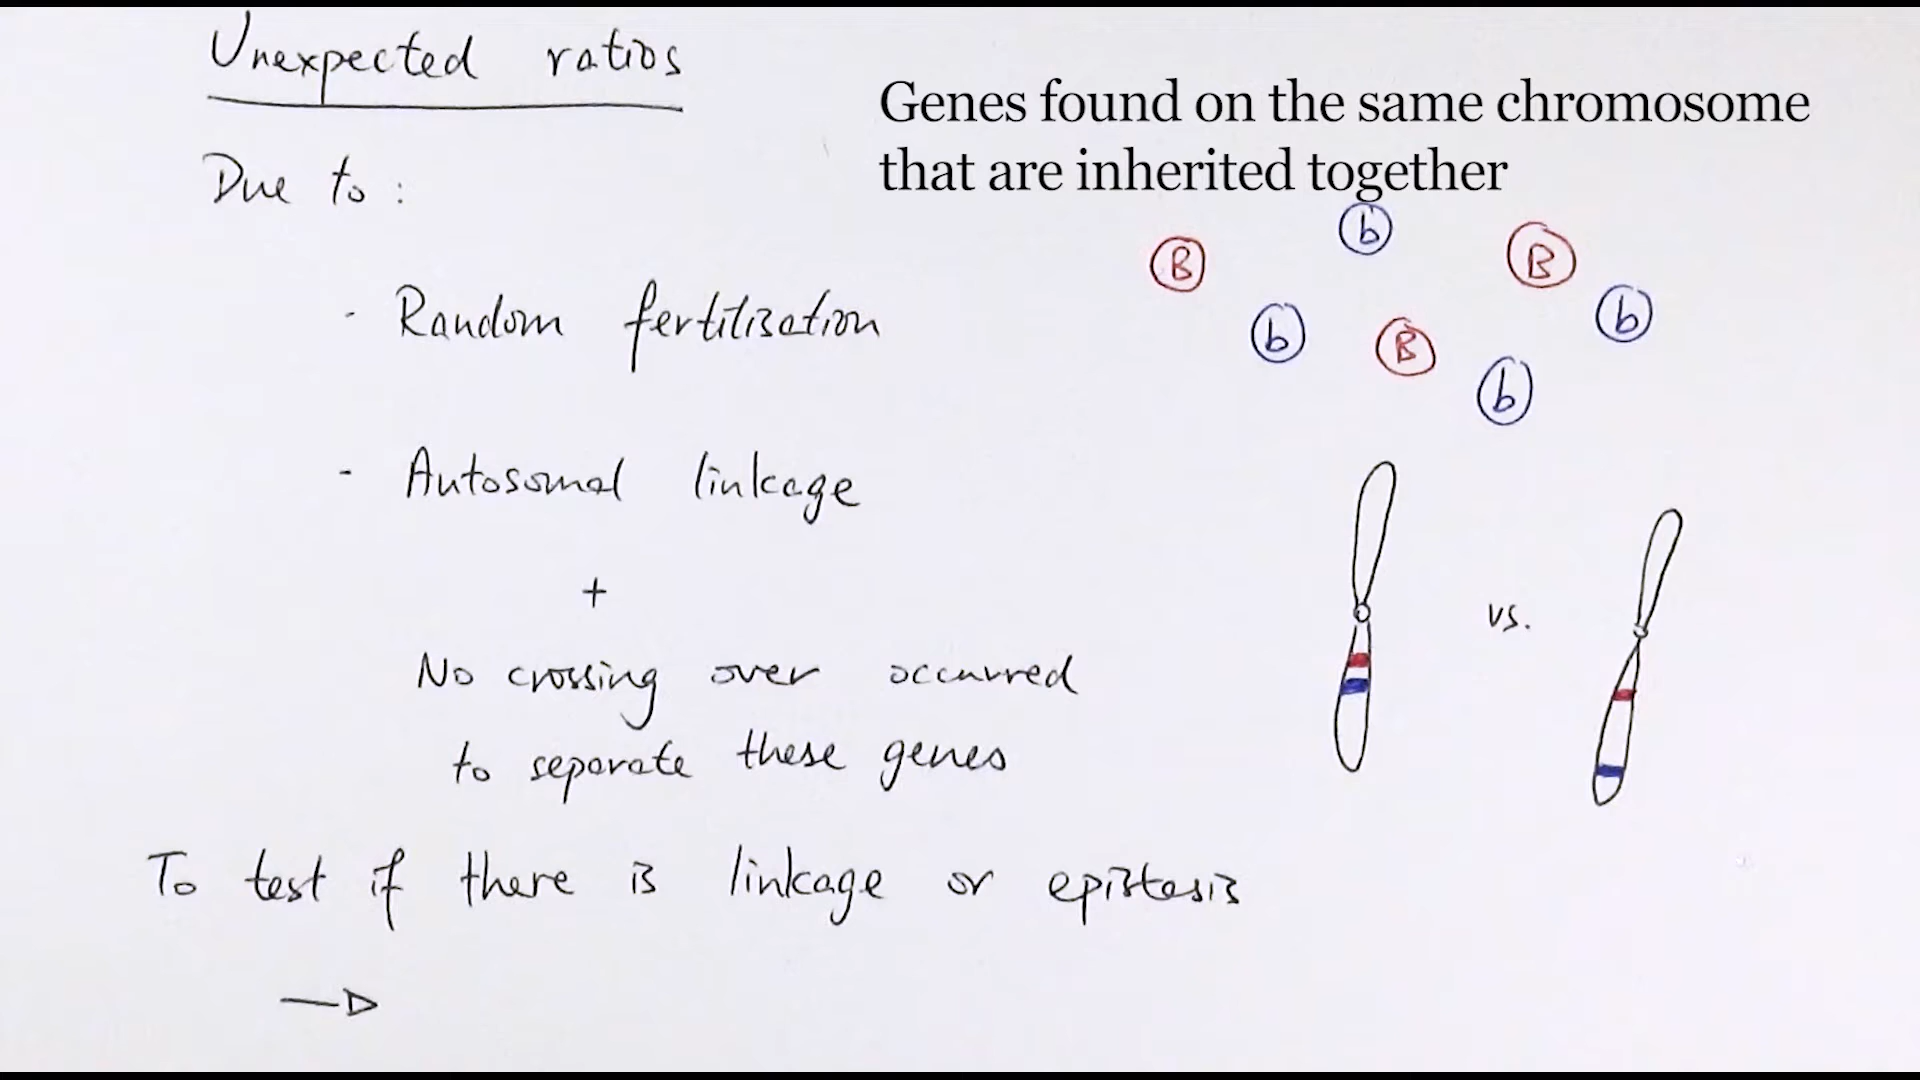 Unexpected ratios
Genes found on the same chromosome
that are inherited together
Due to :
B b B
b B b
b
- Random fertilisation
- Autosomal linkage
+
vs.
No crossing over occurred
to separate these genes
To test if there is linkage or epistasis